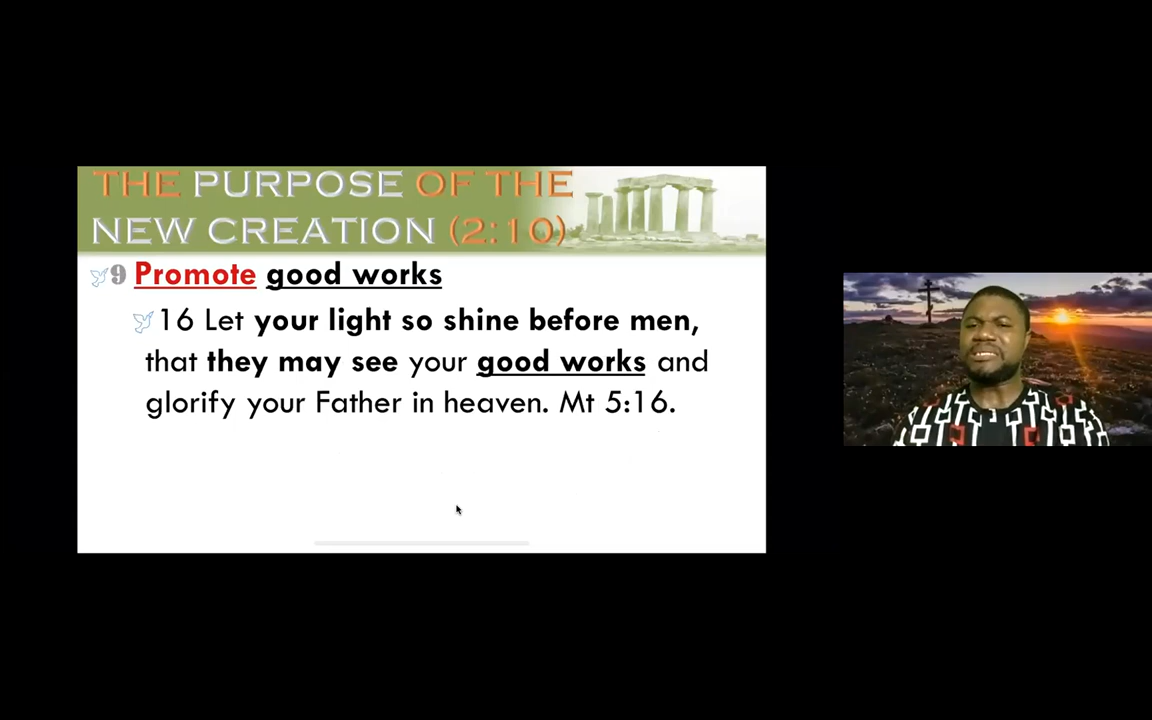 THE PURPOSE OF THE
NEW CREATION (2:10)
9 Promote good works
16 Let your light so shine before men,
that they may see your good works and
glorify your Father in heaven. Mt 5:16.